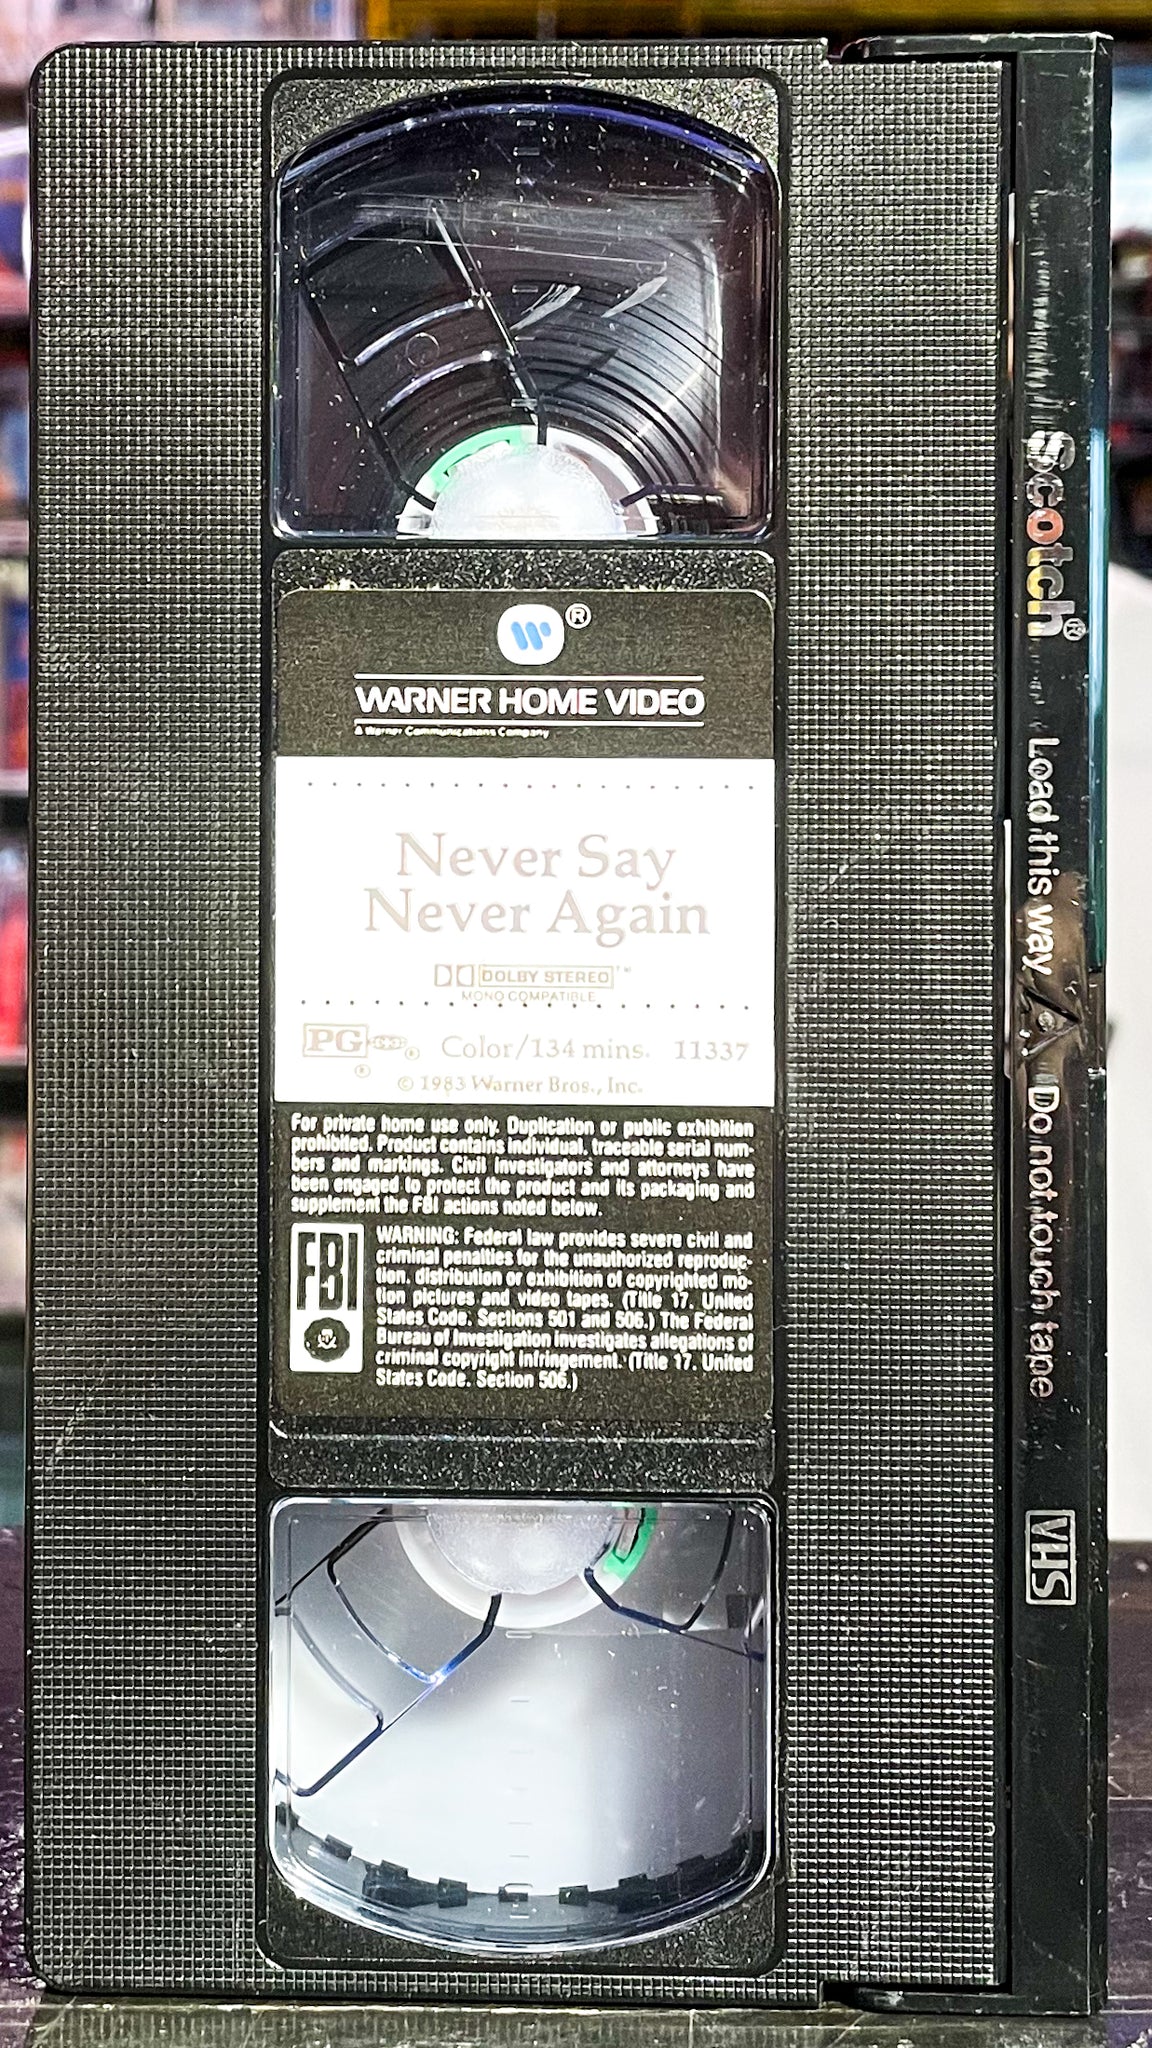 W®
WARNER HOME VIDEO
A Warner Communications Company
Never Say
Never Again
DOLBY STEREO™
MONO COMPATIBLE
PG ® Color/134 mins. 11337
®
© 1983 Warner Bros., Inc.
For private home use only. Duplication or public exhibition
prohibited. Product contains individual, traceable serial num-
bers and markings. Civil investigators and attorneys have
been engaged to protect the product and its packaging and
supplement the FBI actions noted below.
FBI
WARNING: Federal law provides severe civil and
criminal penalties for the unauthorized reproduc-
tion, distribution or exhibition of copyrighted mo-
tion pictures and video tapes. (Title 17, United
States Code, Sections 501 and 506.) The Federal
Bureau of Investigation investigates allegations of
criminal copyright infringement. (Title 17, United
States Code, Section 506.)
Scotch® Load this way Do not touch tape VHS